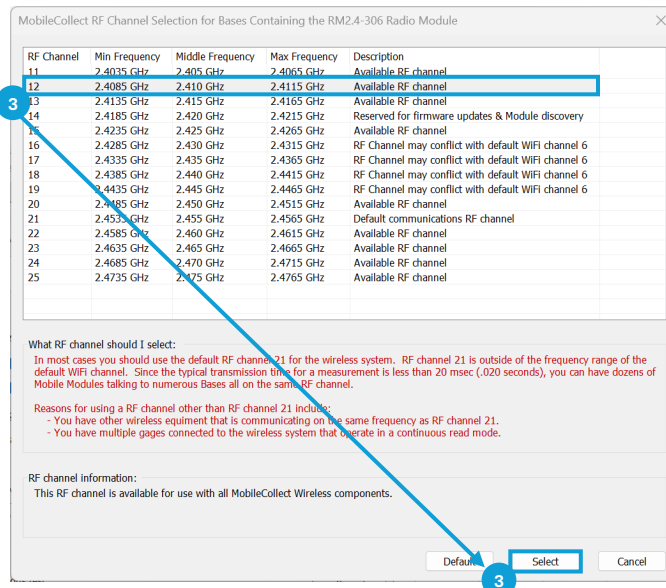 MobileCollect RF Channel Selection for Bases Containing the RM2.4-306 Radio Module
RF Channel Min Frequency Middle Frequency Max Frequency Description
11 2.4035 GHz 2.405 GHz 2.4065 GHz Available RF channel
12 2.4085 GHz 2.410 GHz 2.4115 GHz Available RF channel
3
13 2.4135 GHz 2.415 GHz 2.4165 GHz Available RF channel
14 2.4185 GHz 2.420 GHz 2.4215 GHz Reserved for firmware updates & Module discovery
15 2.4235 GHz 2.425 GHz 2.4265 GHz Available RF channel
16 2.4285 GHz 2.430 GHz 2.4315 GHz RF Channel may conflict with default WiFi channel 6
17 2.4335 GHz 2.435 GHz 2.4365 GHz RF Channel may conflict with default WiFi channel 6
18 2.4385 GHz 2.440 GHz 2.4415 GHz RF Channel may conflict with default WiFi channel 6
19 2.4435 GHz 2.445 GHz 2.4465 GHz RF Channel may conflict with default WiFi channel 6
20 2.4485 GHz 2.450 GHz 2.4515 GHz Available RF channel
21 2.4535 GHz 2.455 GHz 2.4565 GHz Default communications RF channel
22 2.4585 GHz 2.460 GHz 2.4615 GHz Available RF channel
23 2.4635 GHz 2.465 GHz 2.4665 GHz Available RF channel
24 2.4685 GHz 2.470 GHz 2.4715 GHz Available RF channel
25 2.4735 GHz 2.475 GHz 2.4765 GHz Available RF channel
What RF channel should I select:
In most cases you should use the default RF channel 21 for the wireless system. RF channel 21 is outside of the frequency range of the
default WiFi channel. Since the typical transmission time for a measurement is less than 20 msec (.020 seconds), you can have dozens of
Mobile Modules talking to numerous Bases all on the same RF channel.
Reasons for using a RF channel other than RF channel 21 include:
- You have other wireless equiment that is communicating on the same frequency as RF channel 21.
- You have multiple gages connected to the wireless system that operate in a continuous read mode.
RF channel information:
This RF channel is available for use with all MobileCollect Wireless components.
Default Select Cancel
3